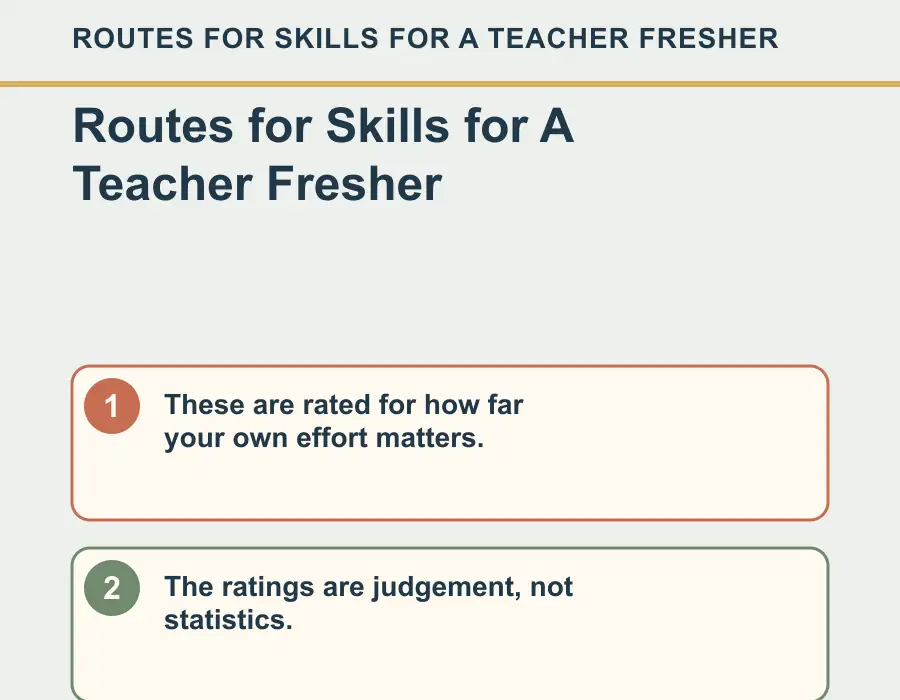 ROUTES FOR SKILLS FOR A TEACHER FRESHER
Routes for Skills for A
Teacher Fresher
1
These are rated for how far
your own effort matters.
2
The ratings are judgement, not
statistics.